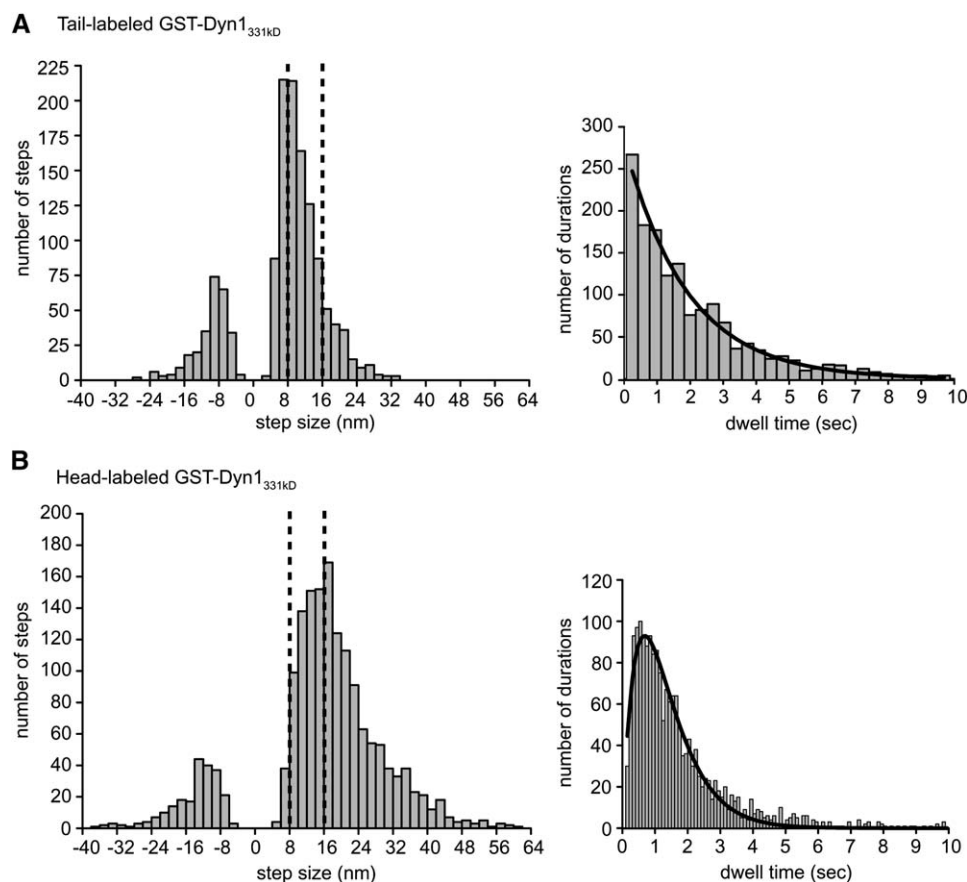 A Tail-labeled GST-Dyn1331kD
225
200
175
150
125
100
75
50
25
0
number of steps
-40 -32 -24 -16 -8 0 8 16 24 32 40 48 56 64
step size (nm)
300
250
200
150
100
50
0
number of durations
0 1 2 3 4 5 6 7 8 9 10
dwell time (sec)
B Head-labeled GST-Dyn1331kD
200
180
160
140
120
100
80
60
40
20
0
number of steps
-40 -32 -24 -16 -8 0 8 16 24 32 40 48 56 64
step size (nm)
120
100
80
60
40
20
0
number of durations
0 1 2 3 4 5 6 7 8 9 10
dwell time (sec)